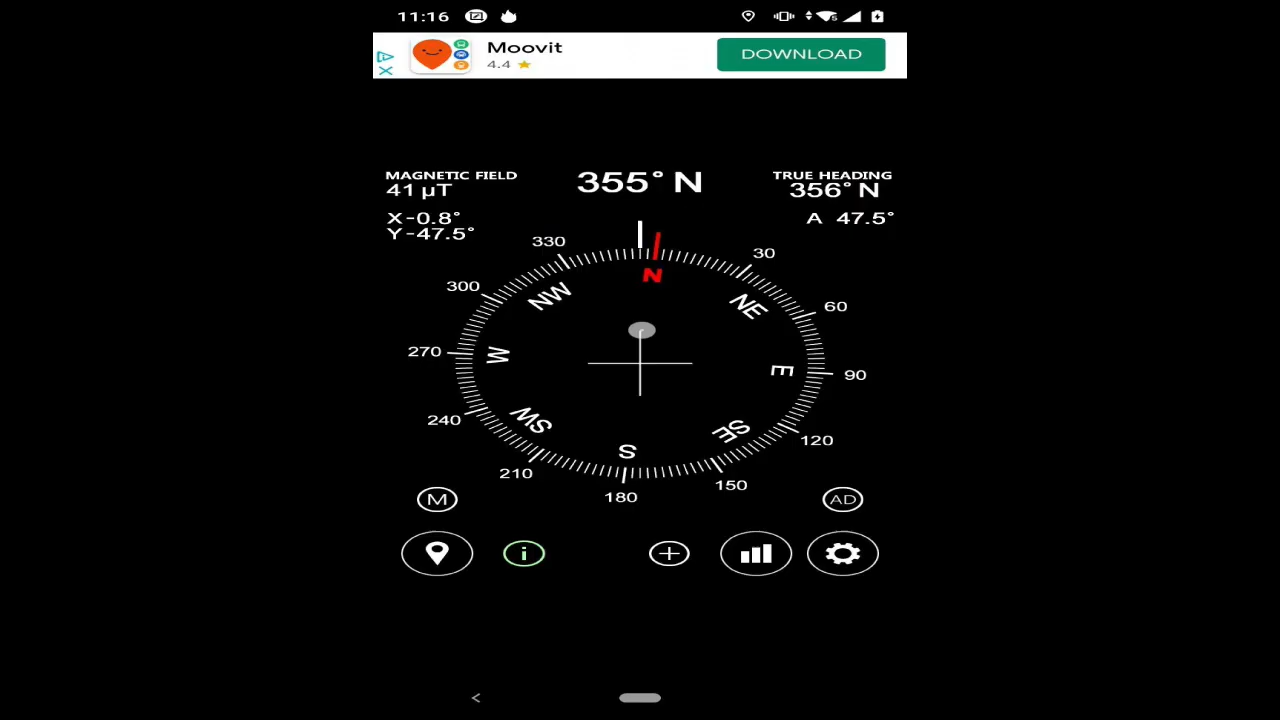 11:16
Moovit
4.4
DOWNLOAD
MAGNETIC FIELD
41 µT
355° N
TRUE HEADING
356° N
X-0.8°
Y-47.5°
A 47.5°
330
30
N
300
NW
NE
60
270
W
E
90
240
SW
SE
120
S
210
150
180
M
AD
i